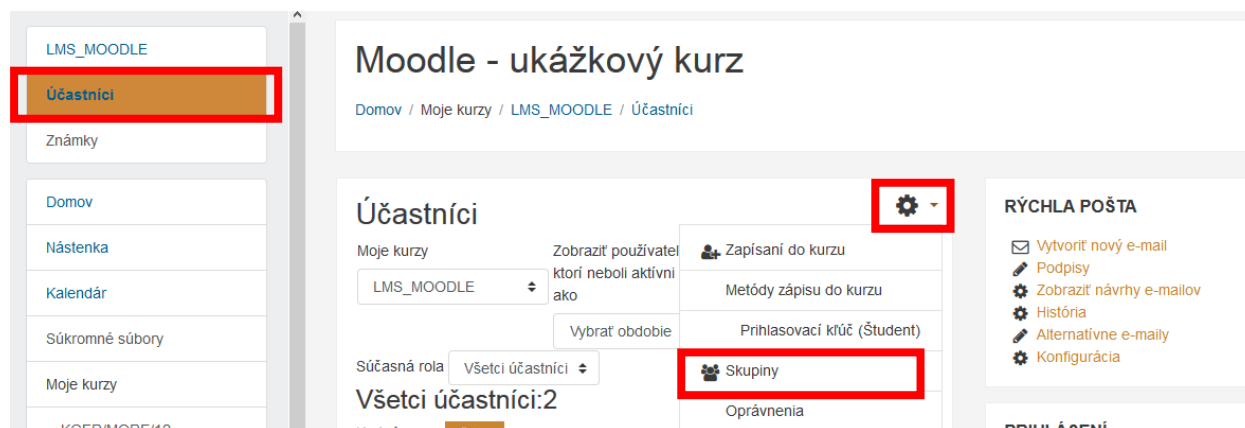 LMS_MOODLE
Účastníci
Známky
Domov
Nástenka
Kalendár
Súkromné súbory
Moje kurzy
Moodle - ukážkový kurz
Domov / Moje kurzy / LMS_MOODLE / Účastníci
Účastníci
Moje kurzy
LMS_MOODLE
Zobraziť používateľ
ktorí neboli aktívni
ako
Vybrať obdobie
Súčasná rola Všetci účastníci
Všetci účastníci:2
Zapísaní do kurzu
Metódy zápisu do kurzu
Prihlasovací kľúč (Študent)
Skupiny
Oprávnenia
RÝCHLA POŠTA
Vytvoriť nový e-mail
Podpisy
Zobraziť návrhy e-mailov
História
Alternatívne e-maily
Konfigurácia